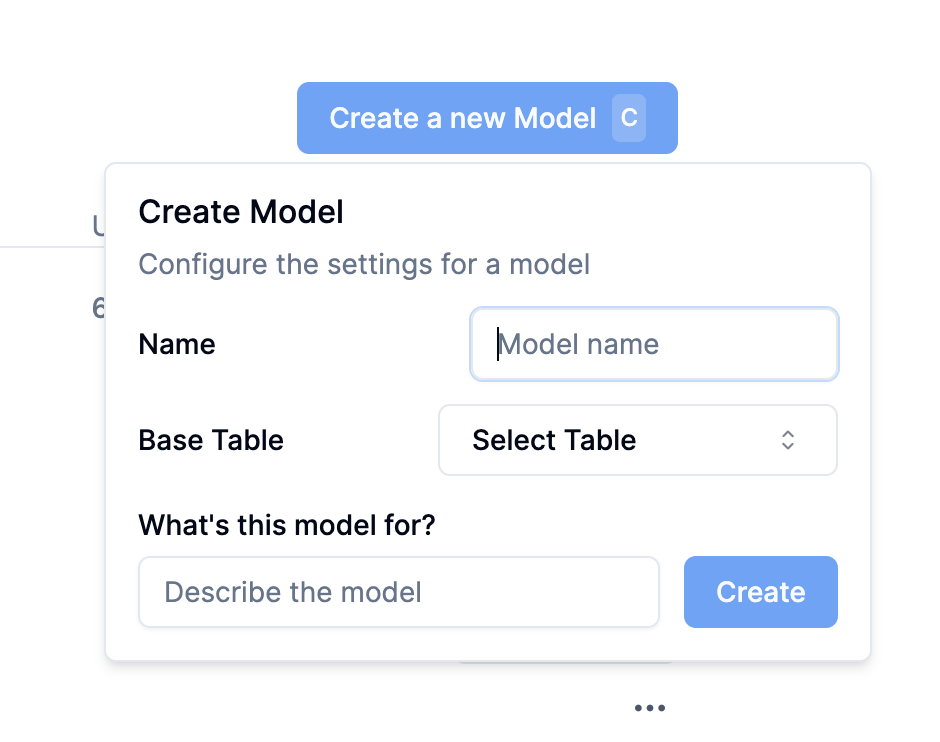 Create a new Model C
Create Model
Configure the settings for a model
Name
Model name
Base Table
Select Table
What's this model for?
Describe the model
Create